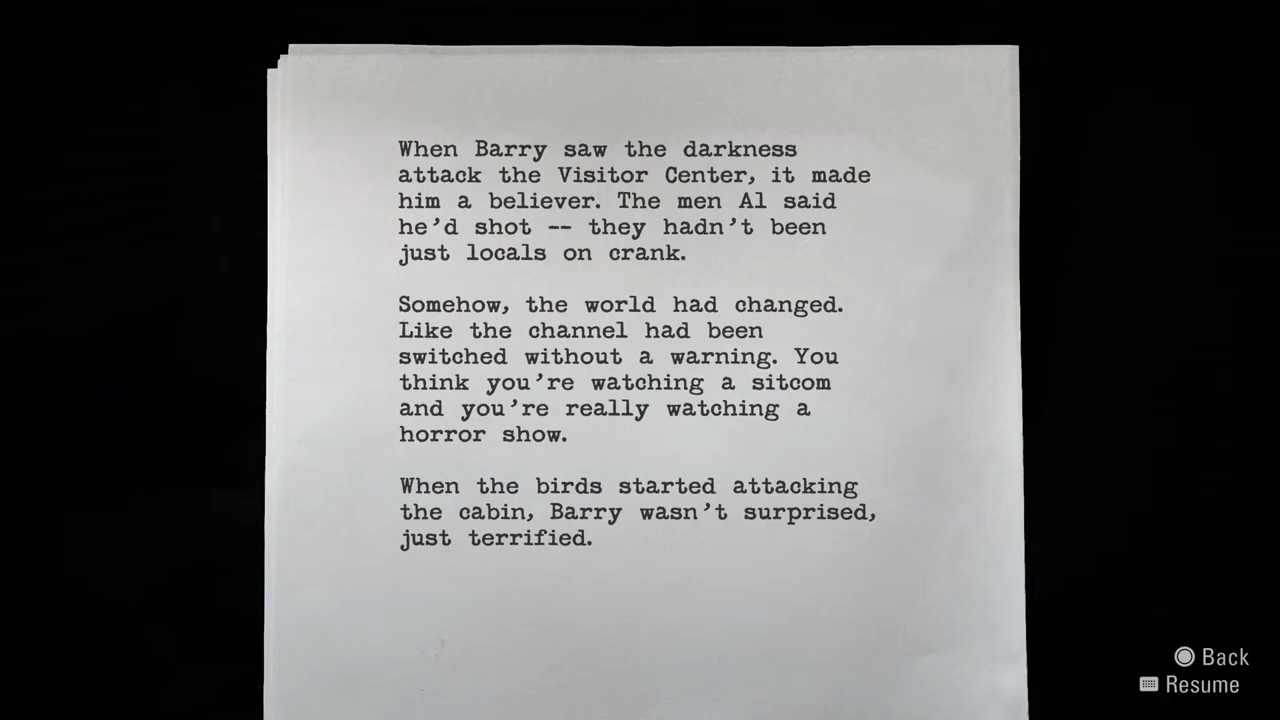 When Barry saw the darkness
attack the Visitor Center, it made
him a believer. The men Al said
he’d shot -- they hadn’t been
just locals on crank.
Somehow, the world had changed.
Like the channel had been
switched without a warning. You
think you’re watching a sitcom
and you’re really watching a
horror show.
When the birds started attacking
the cabin, Barry wasn’t surprised,
just terrified.
Back
Resume